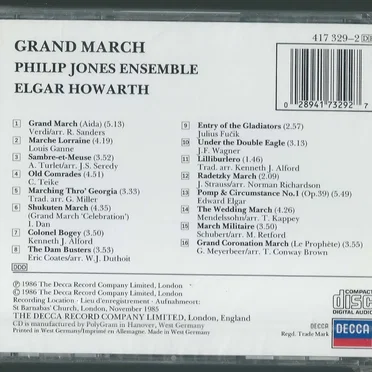 417 329-2 DDD
GRAND MARCH
PHILIP JONES ENSEMBLE
ELGAR HOWARTH
0 28941 73292 7
1 Grand March (Aida) (5.13)
Verdi/arr. R. Sanders
2 Marche Lorraine (4.19)
Louis Ganne
3 Sambre-et-Meuse (3.52)
A. Turlet/arr. J.S. Seredy
4 Old Comrades (4.51)
C. Teike
5 Marching Thro' Georgia (3.33)
Trad. arr. G. Miller
6 Shukuten March (4.35)
(Grand March 'Celebration')
I. Dan
7 Colonel Bogey (3.50)
Kenneth J. Alford
8 The Dam Busters (3.53)
Eric Coates/arr. W.J. Duthoit
DDD
9 Entry of the Gladiators (2.57)
Julius Fučik
10 Under the Double Eagle (3.13)
J.F. Wagner
11 Lilliburlero (1.46)
Trad. arr. Kenneth J. Alford
12 Radetzky March (2.09)
J. Strauss/arr. Norman Richardson
13 Pomp & Circumstance No.1 (Op.39) (5.49)
Edward Elgar
14 The Wedding March (4.26)
Mendelssohn/arr. T. Kappey
15 March Militaire (3.50)
Schubert/arr. M. Retford
16 Grand Coronation March (Le Prophète) (3.55)
G. Meyerbeer/arr. T. Conway Brown
℗ 1986 The Decca Record Company Limited, London
© 1986 The Decca Record Company Limited, London
Recording Location · Lieu d'enregistrement · Aufnahmeort:
St Barnabas' Church, London, November 1985
THE DECCA RECORD COMPANY LIMITED, LONDON, ENGLAND
CD is manufactured by PolyGram in Hanover, West Germany
Printed in West Germany/Imprimé en Allemagne. Made in West Germany
COMPACT
disc
DIGITAL AUDIO
DECCA
Regd. Trade Mark
DECCA